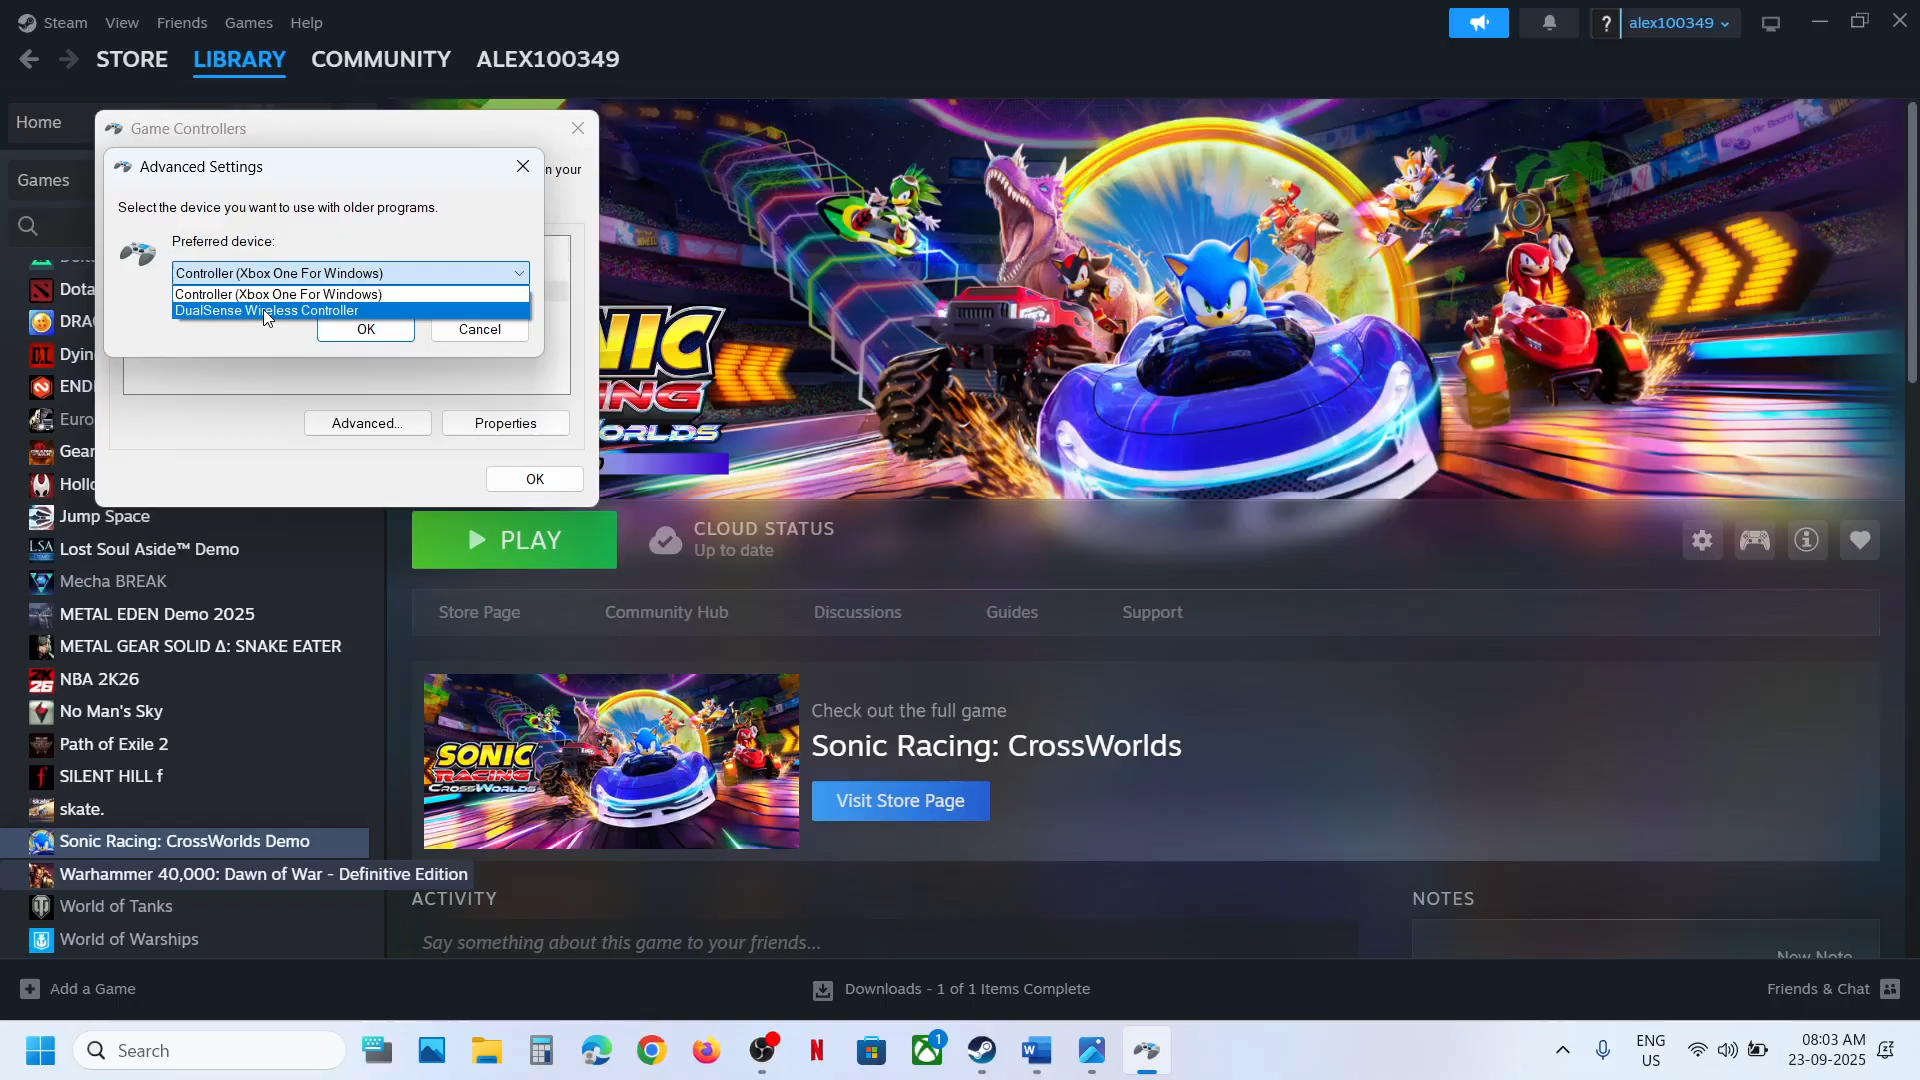 Steam View Friends Games Help
alex100349
STORE LIBRARY COMMUNITY ALEX100349
Home
Games
Game Controllers
n your
Advanced Settings
Select the device you want to use with older programs.
Preferred device:
Controller (Xbox One For Windows)
Controller (Xbox One For Windows)
DualSense Wireless Controller
OK Cancel
Advanced... Properties
OK
Dota
DRA
Dyin
END
Euro
Gear
Hollo
Jump Space
Lost Soul Aside™ Demo
Mecha BREAK
METAL EDEN Demo 2025
METAL GEAR SOLID Δ: SNAKE EATER
NBA 2K26
No Man's Sky
Path of Exile 2
SILENT HILL f
skate.
Sonic Racing: CrossWorlds Demo
Warhammer 40,000: Dawn of War - Definitive Edition
World of Tanks
World of Warships
NIC
ING
ORLDS
PLAY
CLOUD STATUS
Up to date
Store Page Community Hub Discussions Guides Support
SONIC
RACING
CROSSWORLDS
Check out the full game
Sonic Racing: CrossWorlds
Visit Store Page
ACTIVITY
Say something about this game to your friends...
NOTES
New Note
Add a Game
Downloads - 1 of 1 Items Complete
Friends & Chat
Search
1
ENG
US
08:03 AM
23-09-2025